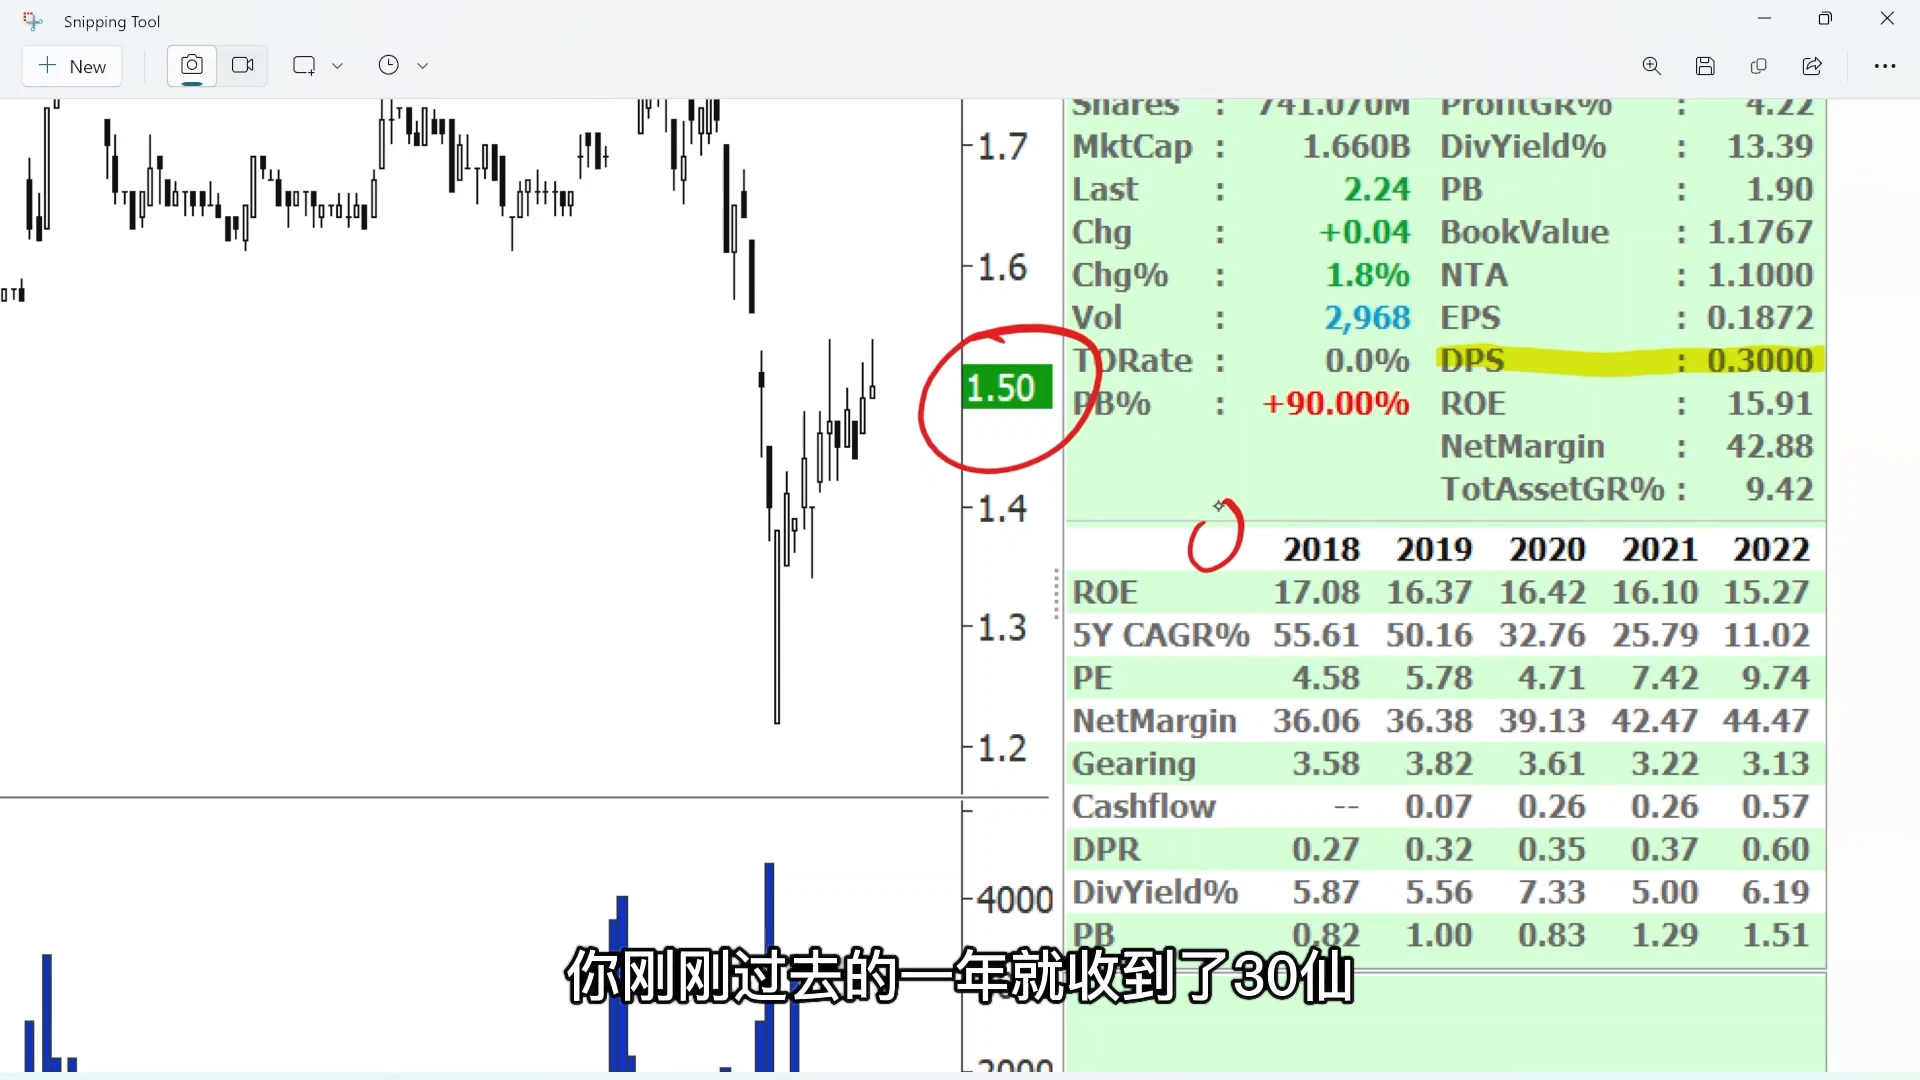 Snipping Tool
New
1.7
1.6
1.50
1.4
1.3
1.2
4000
2000
Shares : 741.070M ProfitGR% : 4.22
MktCap : 1.660B DivYield% : 13.39
Last : 2.24 PB : 1.90
Chg : +0.04 BookValue : 1.1767
Chg% : 1.8% NTA : 1.1000
Vol : 2,968 EPS : 0.1872
TORate : 0.0% DPS : 0.3000
PB% : +90.00% ROE : 15.91
NetMargin : 42.88
TotAssetGR% : 9.42
2018 2019 2020 2021 2022
ROE 17.08 16.37 16.42 16.10 15.27
5Y CAGR% 55.61 50.16 32.76 25.79 11.02
PE 4.58 5.78 4.71 7.42 9.74
NetMargin 36.06 36.38 39.13 42.47 44.47
Gearing 3.58 3.82 3.61 3.22 3.13
Cashflow -- 0.07 0.26 0.26 0.57
DPR 0.27 0.32 0.35 0.37 0.60
DivYield% 5.87 5.56 7.33 5.00 6.19
PB 0.82 1.00 0.83 1.29 1.51
你刚刚过去的一年就收到了30仙